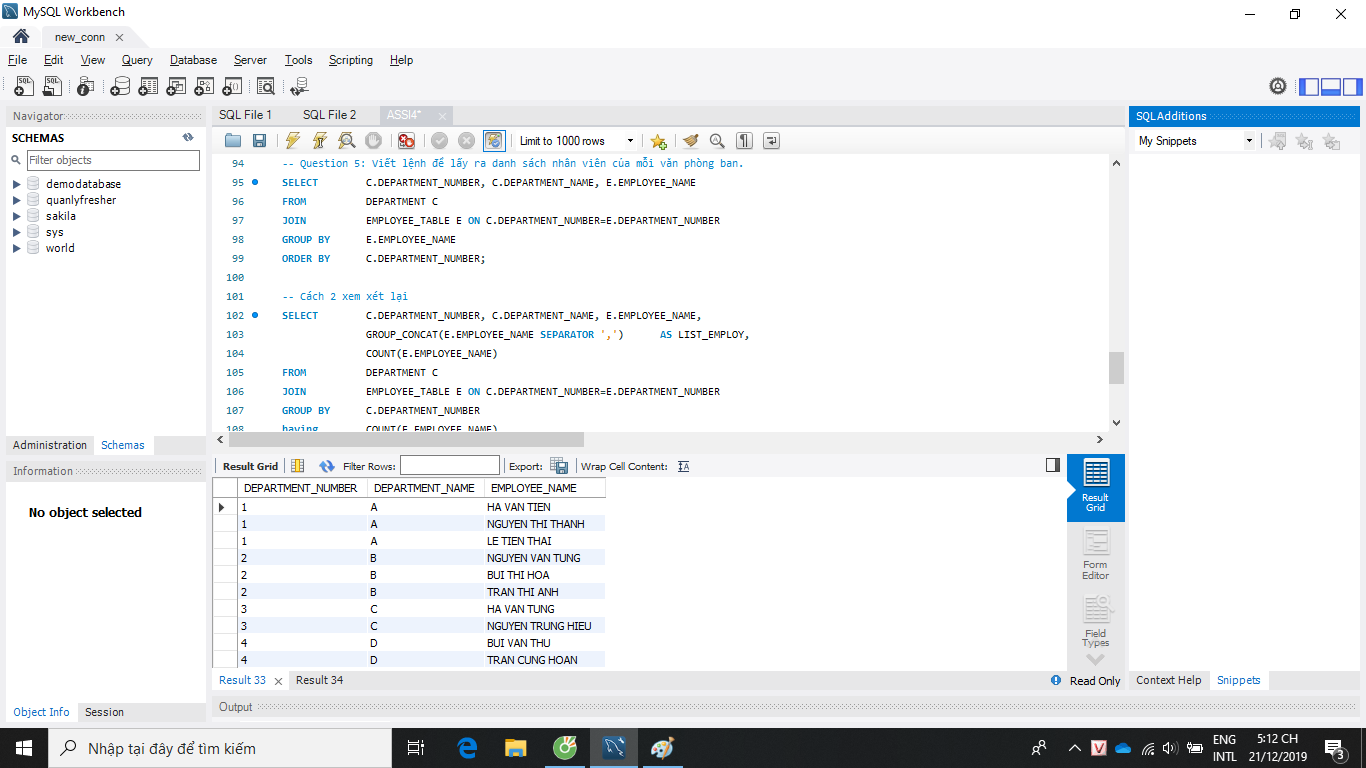 MySQL Workbench
new_conn
File Edit View Query Database Server Tools Scripting Help
Navigator
SCHEMAS
Filter objects
demodatabase
quanlyfresher
sakila
sys
world
Administration Schemas
Information
No object selected
Object Info Session
SQL File 1 SQL File 2 ASSI4*
Limit to 1000 rows
94 -- Question 5: Viết lệnh để lấy ra danh sách nhân viên của mỗi văn phòng ban.
95 SELECT C.DEPARTMENT_NUMBER, C.DEPARTMENT_NAME, E.EMPLOYEE_NAME
96 FROM DEPARTMENT C
97 JOIN EMPLOYEE_TABLE E ON C.DEPARTMENT_NUMBER=E.DEPARTMENT_NUMBER
98 GROUP BY E.EMPLOYEE_NAME
99 ORDER BY C.DEPARTMENT_NUMBER;
100
101 -- Cách 2 xem xét lại
102 SELECT C.DEPARTMENT_NUMBER, C.DEPARTMENT_NAME, E.EMPLOYEE_NAME,
103 GROUP_CONCAT(E.EMPLOYEE_NAME SEPARATOR ',') AS LIST_EMPLOY,
104 COUNT(E.EMPLOYEE_NAME)
105 FROM DEPARTMENT C
106 JOIN EMPLOYEE_TABLE E ON C.DEPARTMENT_NUMBER=E.DEPARTMENT_NUMBER
107 GROUP BY C.DEPARTMENT_NUMBER
108 having COUNT(E.EMPLOYEE_NAME)
Result Grid Filter Rows: Export: Wrap Cell Content:
DEPARTMENT_NUMBER DEPARTMENT_NAME EMPLOYEE_NAME
1 A HA VAN TIEN
1 A NGUYEN THI THANH
1 A LE TIEN THAI
2 B NGUYEN VAN TUNG
2 B BUI THI HOA
2 B TRAN THI ANH
3 C HA VAN TUNG
3 C NGUYEN TRUNG HIEU
4 D BUI VAN THU
4 D TRAN CUNG HOAN
Result
Grid
Form
Editor
Field
Types
Result 33 Result 34 Read Only
Output
SQLAdditions
My Snippets
Context Help Snippets
Nhập tại đây để tìm kiếm
ENG
INTL
5:12 CH
21/12/2019
3